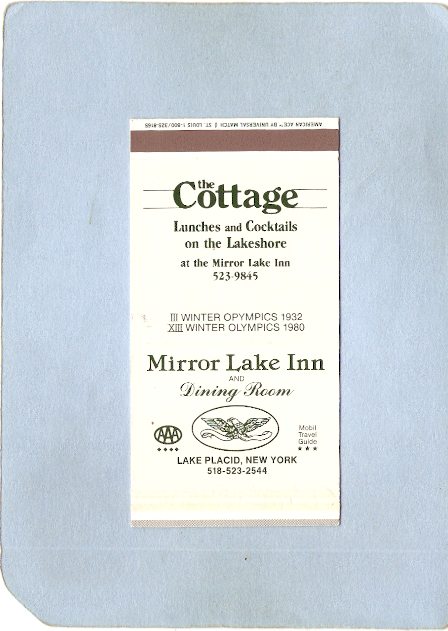 AMERICAN ACE™ BY UNIVERSAL MATCH ST. LOUIS 1-800/325-8165
the
Cottage
Lunches and Cocktails
on the Lakeshore
at the Mirror Lake Inn
523-9845
III WINTER OPYMPICS 1932
XIII WINTER OLYMPICS 1980
Mirror Lake Inn
AND
Dining Room
AAA
Mobil
Travel
Guide
LAKE PLACID, NEW YORK
518-523-2544